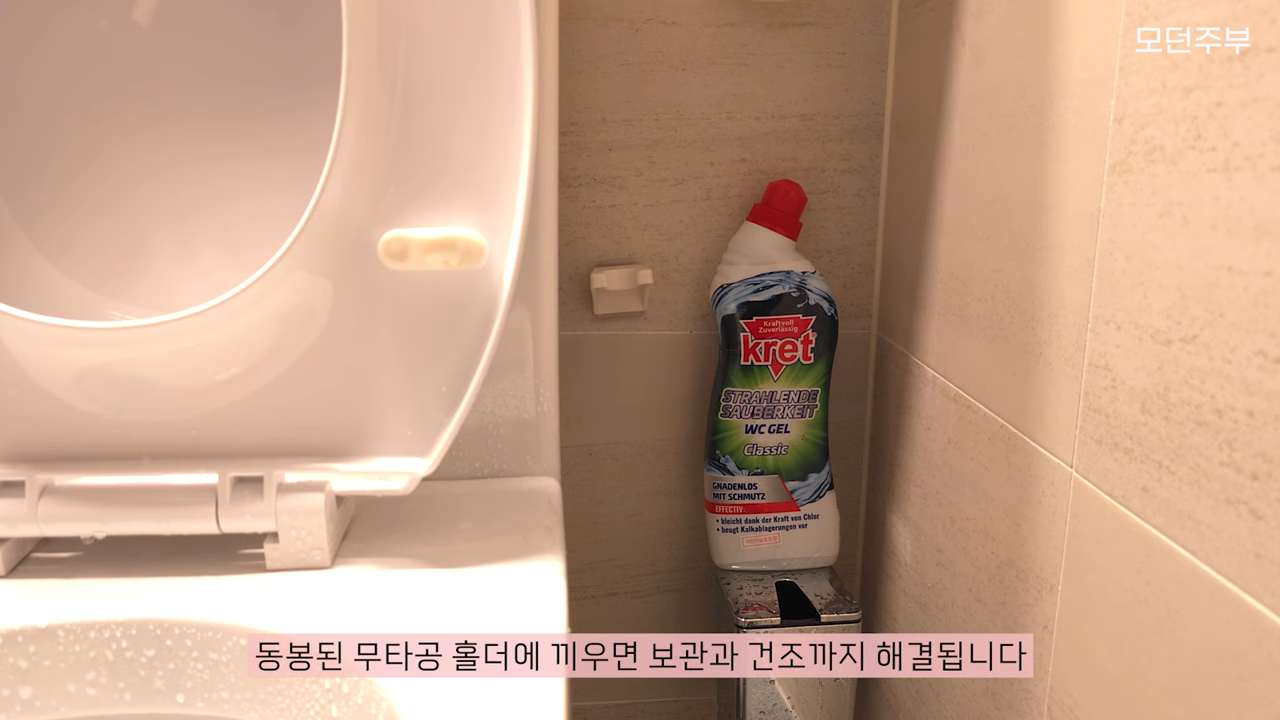 모던주부
Kraftvoll
Zuverlässig
kret
STRAHLENDE
SAUBERKEIT
WC GEL
Classic
GNADENLOS
MIT SCHMUTZ
EFFECTIV:
• bleicht dank der Kraft von Chlor
• beugt Kalkablagerungen vor
동봉된 무타공 홀더에 끼우면 보관과 건조까지 해결됩니다